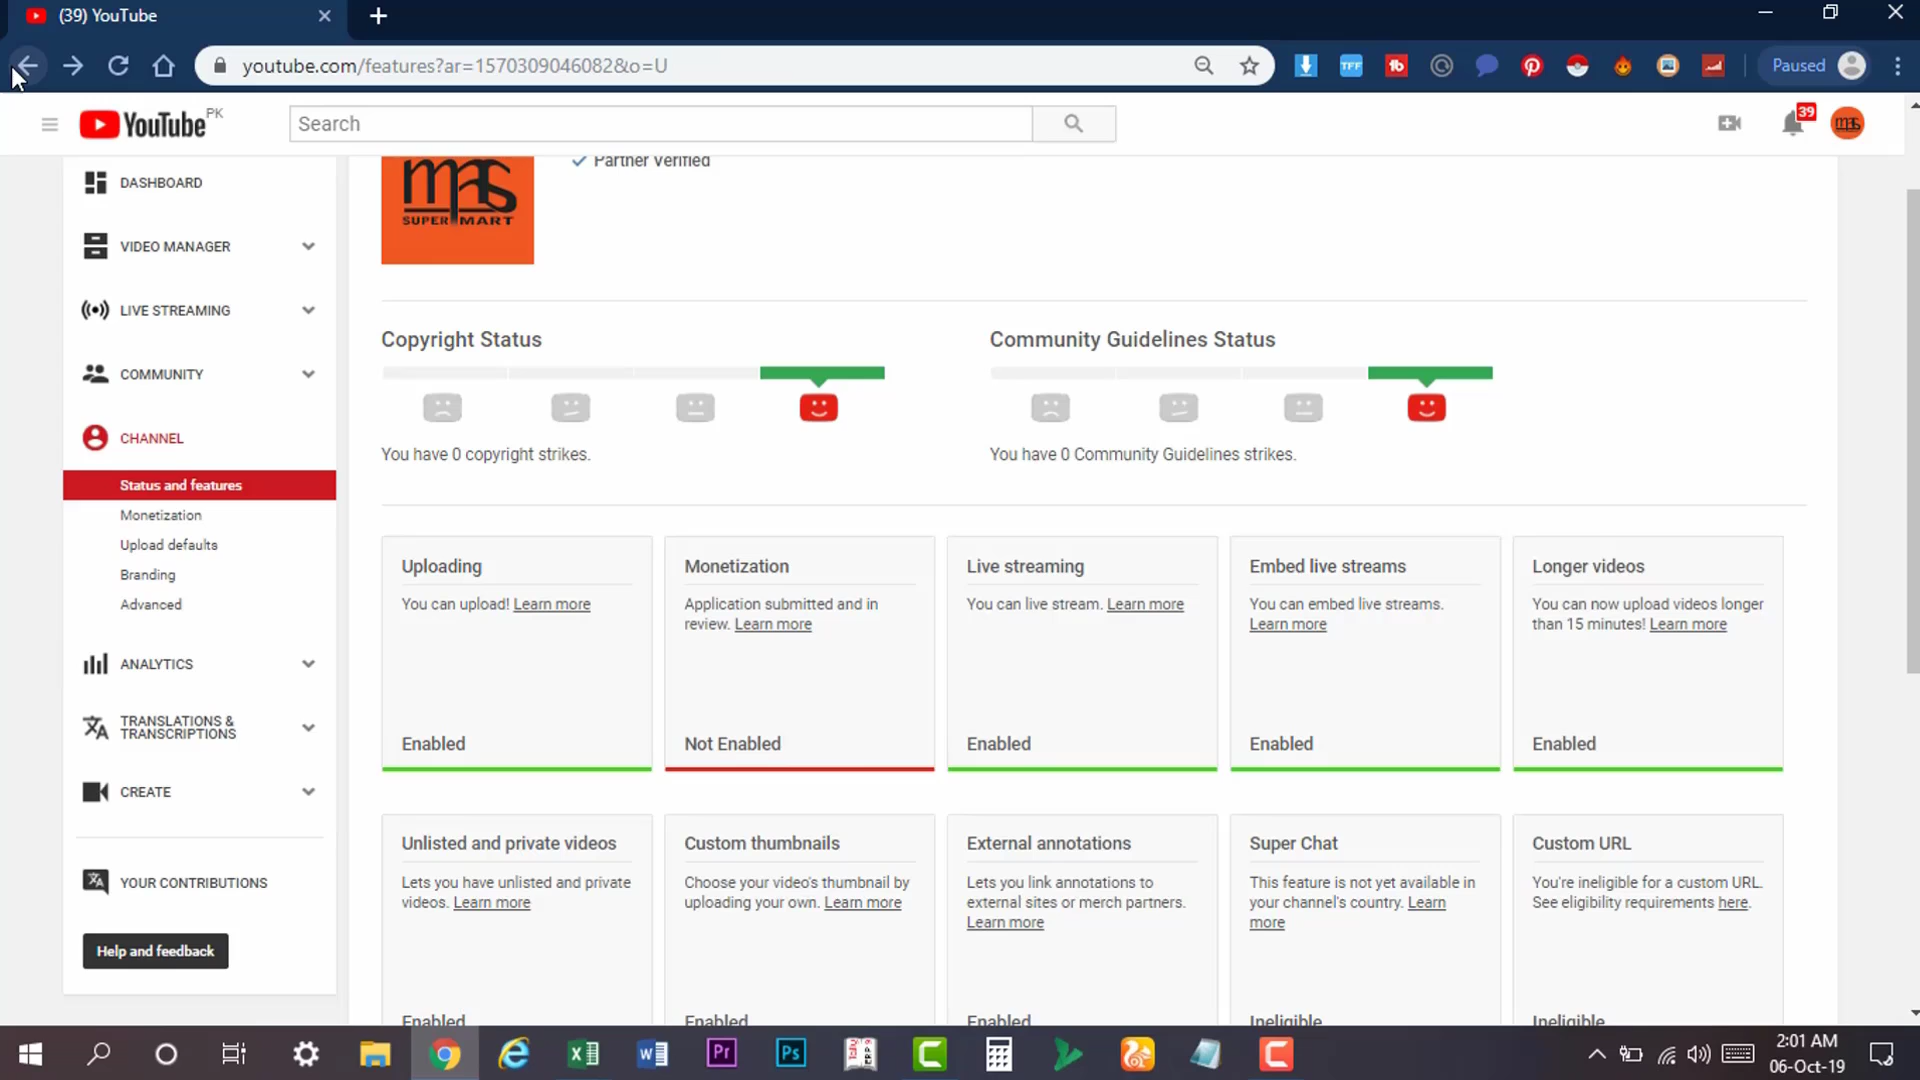 (39) YouTube
youtube.com/features?ar=1570309046082&o=U
TFF
Paused
YouTube PK
Search
39
mas
DASHBOARD
VIDEO MANAGER
LIVE STREAMING
COMMUNITY
CHANNEL
Status and features
Monetization
Upload defaults
Branding
Advanced
ANALYTICS
TRANSLATIONS &
TRANSCRIPTIONS
CREATE
YOUR CONTRIBUTIONS
Help and feedback
mas
SUPER MART
Partner Verified
Copyright Status
You have 0 copyright strikes.
Community Guidelines Status
You have 0 Community Guidelines strikes.
Uploading
You can upload! Learn more
Enabled
Monetization
Application submitted and in
review. Learn more
Not Enabled
Live streaming
You can live stream. Learn more
Enabled
Embed live streams
You can embed live streams.
Learn more
Enabled
Longer videos
You can now upload videos longer
than 15 minutes! Learn more
Enabled
Unlisted and private videos
Lets you have unlisted and private
videos. Learn more
Enabled
Custom thumbnails
Choose your video's thumbnail by
uploading your own. Learn more
Enabled
External annotations
Lets you link annotations to
external sites or merch partners.
Learn more
Enabled
Super Chat
This feature is not yet available in
your channel's country. Learn
more
Ineligible
Custom URL
You're ineligible for a custom URL.
See eligibility requirements here.
Ineligible
Pr
Ps
2:01 AM
06-Oct-19